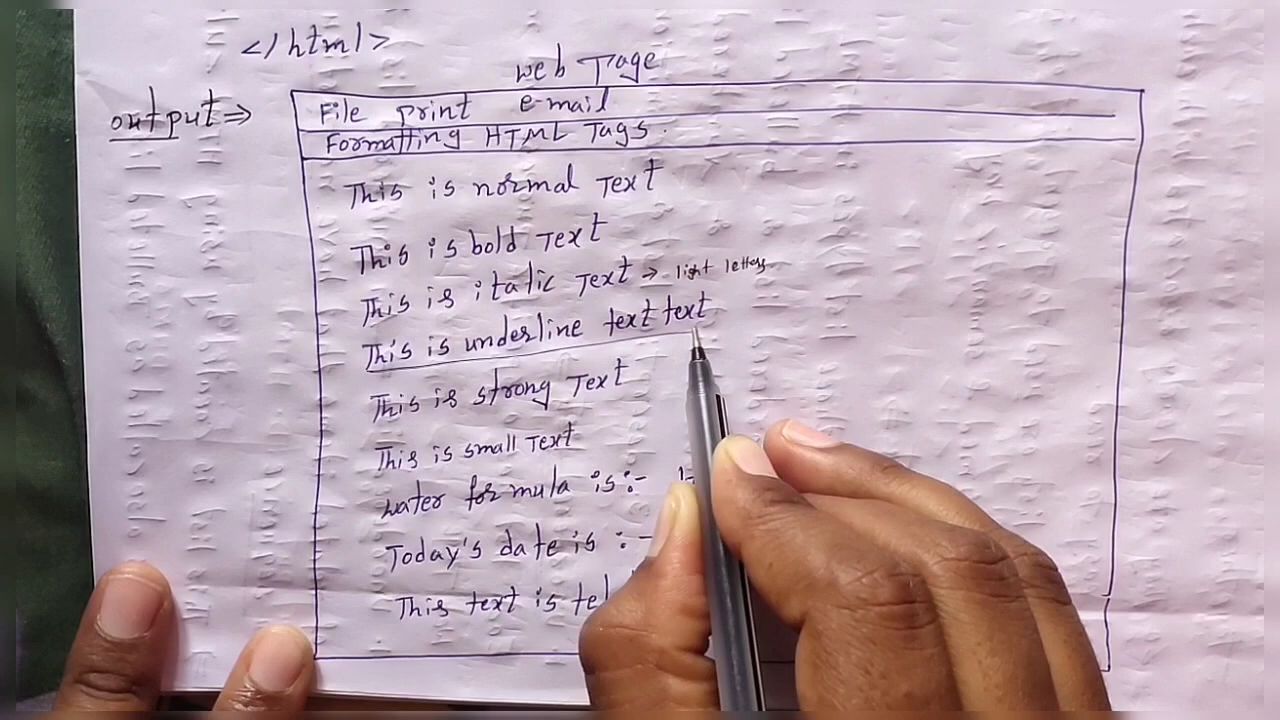 </html>
web Page
output ⇒
File print e-mail
Formatting HTML Tags.
This is normal Text
This is bold Text
This is italic Text → light letters
This is underline text text
This is strong Text
This is small Text
water formula is:-
Today's date is :-
This text is